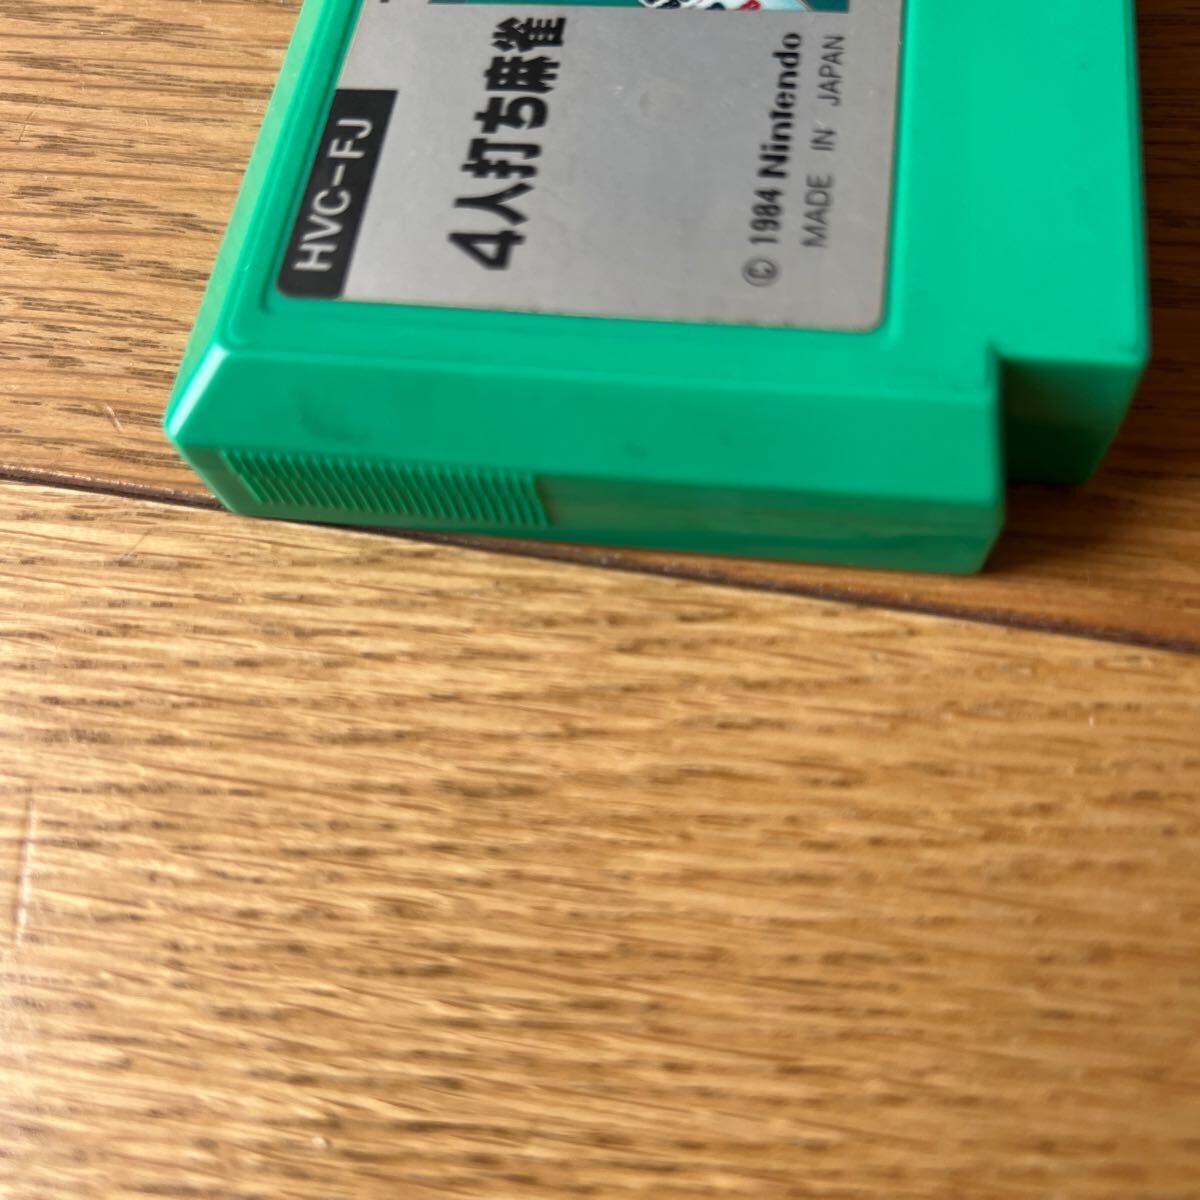 HVC-FJ
4人打ち麻雀
© 1984 Nintendo
MADE IN JAPAN